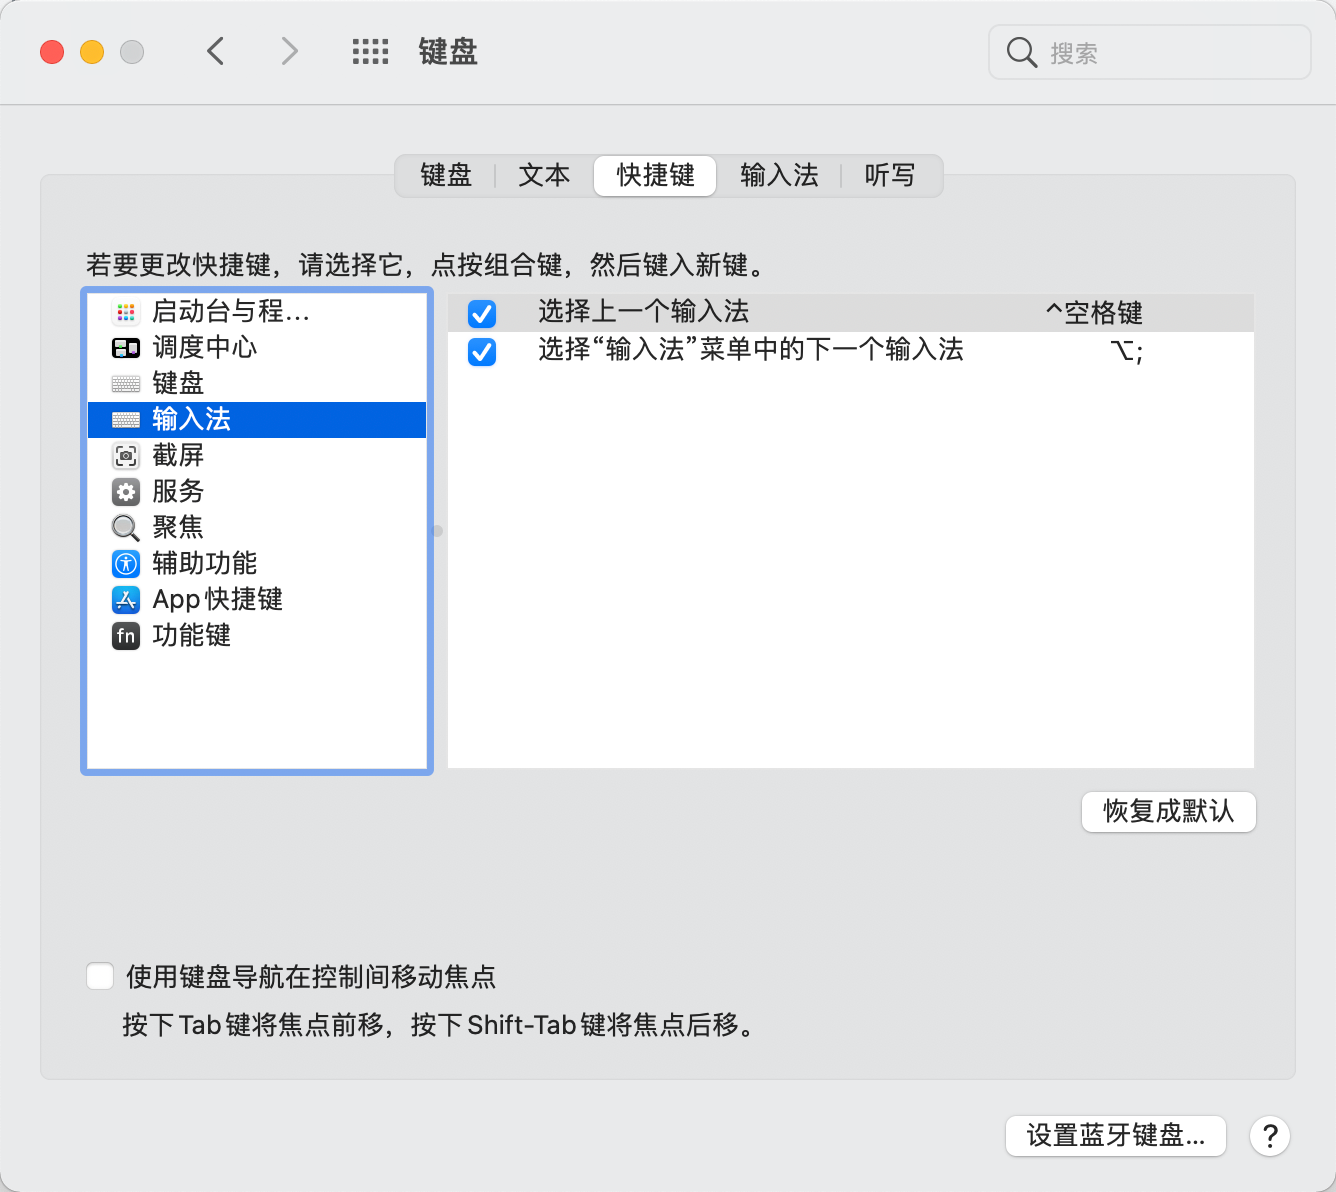 键盘
搜索
键盘
文本
快捷键
输入法
听写
若要更改快捷键，请选择它，点按组合键，然后键入新键。
启动台与程…
调度中心
键盘
输入法
截屏
服务
聚焦
辅助功能
App 快捷键
fn 功能键
选择上一个输入法 ^空格键
选择“输入法”菜单中的下一个输入法 ⌥;
恢复成默认
使用键盘导航在控制间移动焦点
按下 Tab 键将焦点前移，按下 Shift-Tab 键将焦点后移。
设置蓝牙键盘...
?